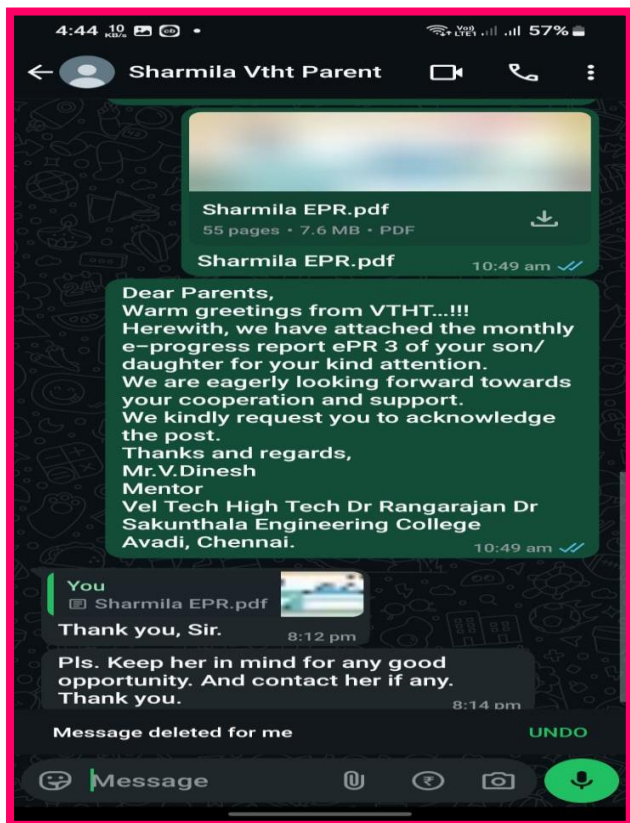 4:44 10 KB/s 57%
Sharmila Vtht Parent
Sharmila EPR.pdf
55 pages • 7.6 MB • PDF
Sharmila EPR.pdf 10:49 am
Dear Parents,
Warm greetings from VTHT...!!!
Herewith, we have attached the monthly
e-progress report ePR 3 of your son/
daughter for your kind attention.
We are eagerly looking forward towards
your cooperation and support.
We kindly request you to acknowledge
the post.
Thanks and regards,
Mr.V.Dinesh
Mentor
Vel Tech High Tech Dr Rangarajan Dr
Sakunthala Engineering College
Avadi, Chennai. 10:49 am
You
Sharmila EPR.pdf
Thank you, Sir. 8:12 pm
Pls. Keep her in mind for any good
opportunity. And contact her if any.
Thank you. 8:14 pm
Message deleted for me UNDO
Message